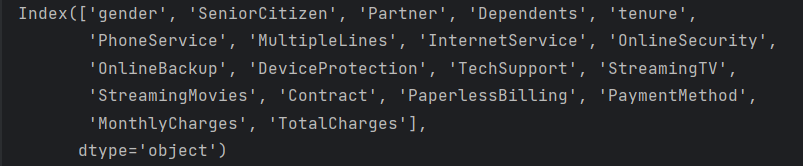 Index(['gender', 'SeniorCitizen', 'Partner', 'Dependents', 'tenure',
'PhoneService', 'MultipleLines', 'InternetService', 'OnlineSecurity',
'OnlineBackup', 'DeviceProtection', 'TechSupport', 'StreamingTV',
'StreamingMovies', 'Contract', 'PaperlessBilling', 'PaymentMethod',
'MonthlyCharges', 'TotalCharges'],
dtype='object')